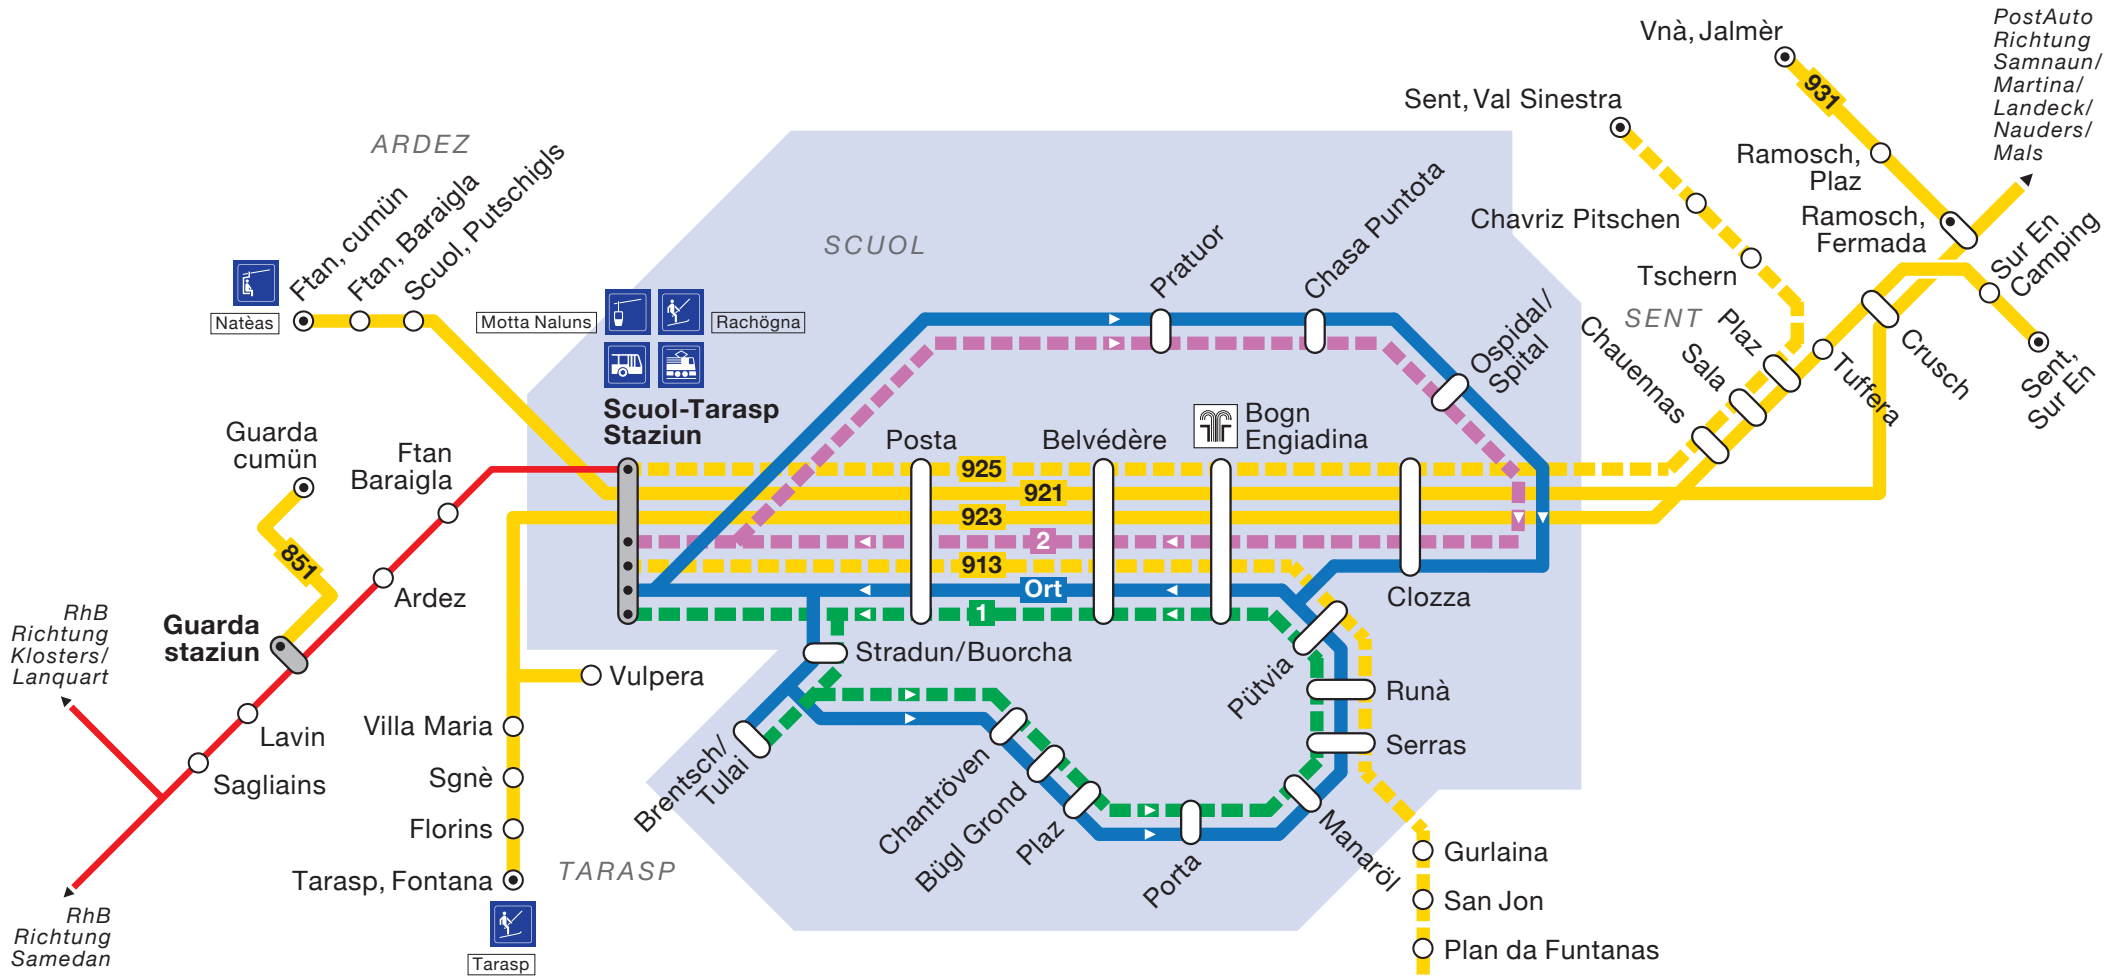 PostAuto
Richtung
Samnaun/
Martina/
Landeck/
Nauders/
Mals
Vnà, Jalmèr
931
Sent, Val Sinestra
Ramosch,
Plaz
Chavriz Pitschen
Ramosch,
Fermada
Tschern
Sur En
Camping
SENT
Chauennas
Sala
Plaz
Tuffera
Crusch
Sent,
Sur En
ARDEZ
Ftan, cumün
Ftan, Baraigla
Scuol, Putschigls
Natèas
Motta Naluns
Rachögna
SCUOL
Pratuor
Chasa Puntota
Ospidal/
Spital
Scuol-Tarasp
Staziun
Posta
Belvédère
Bogn
Engiadina
Clozza
925
921
923
2
913
Ort
1
Guarda
cumün
Ftan
Baraigla
851
Ardez
Guarda
staziun
RhB
Richtung
Klosters/
Lanquart
Lavin
Sagliains
RhB
Richtung
Samedan
Vulpera
Villa Maria
Sgnè
Florins
Tarasp, Fontana
Tarasp
TARASP
Stradun/Buorcha
Brentsch/
Tulai
Chantröven
Bügl Grond
Plaz
Porta
Manaröl
Pütvia
Runà
Serras
Gurlaina
San Jon
Plan da Funtanas